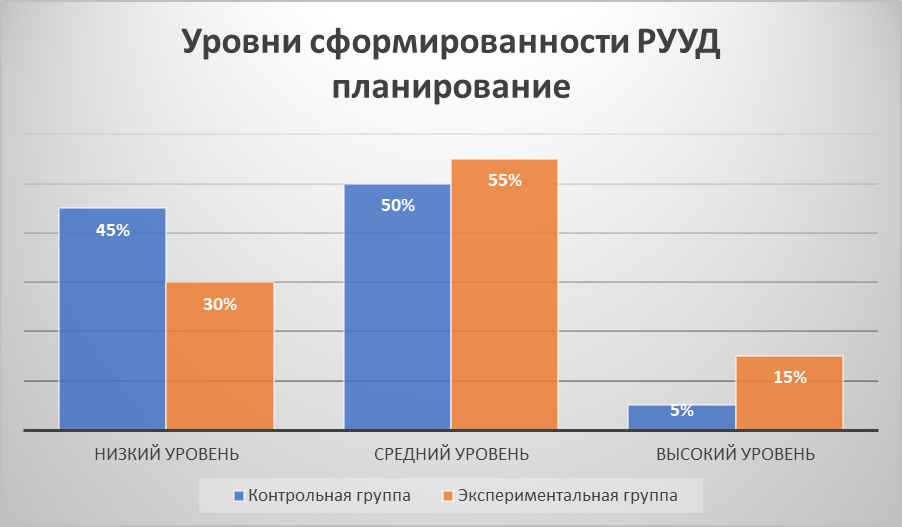 Уровни сформированности РУУД
планирование
45%
30%
50%
55%
5%
15%
НИЗКИЙ УРОВЕНЬ
СРЕДНИЙ УРОВЕНЬ
ВЫСОКИЙ УРОВЕНЬ
Контрольная группа
Экспериментальная группа